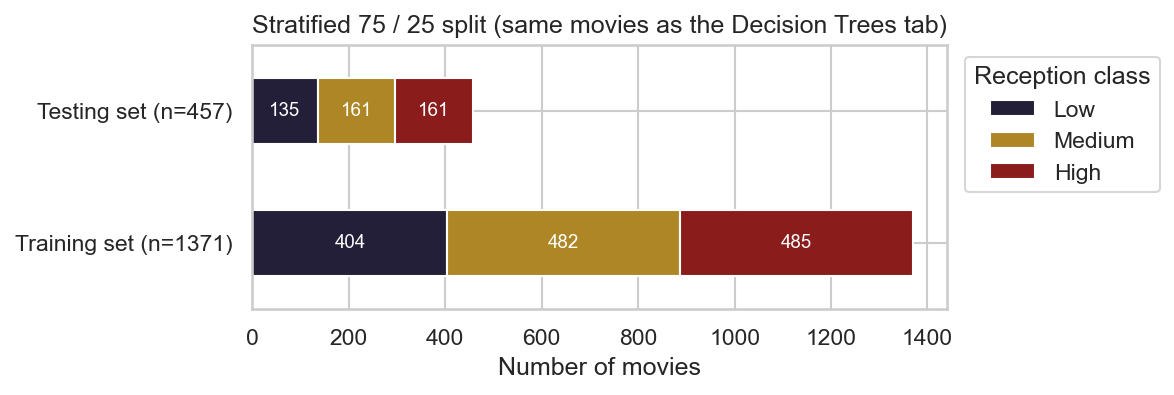 Stratified 75 / 25 split (same movies as the Decision Trees tab)
Testing set (n=457)
135 161 161
Training set (n=1371)
404 482 485
0 200 400 600 800 1000 1200 1400
Number of movies
Reception class
Low
Medium
High